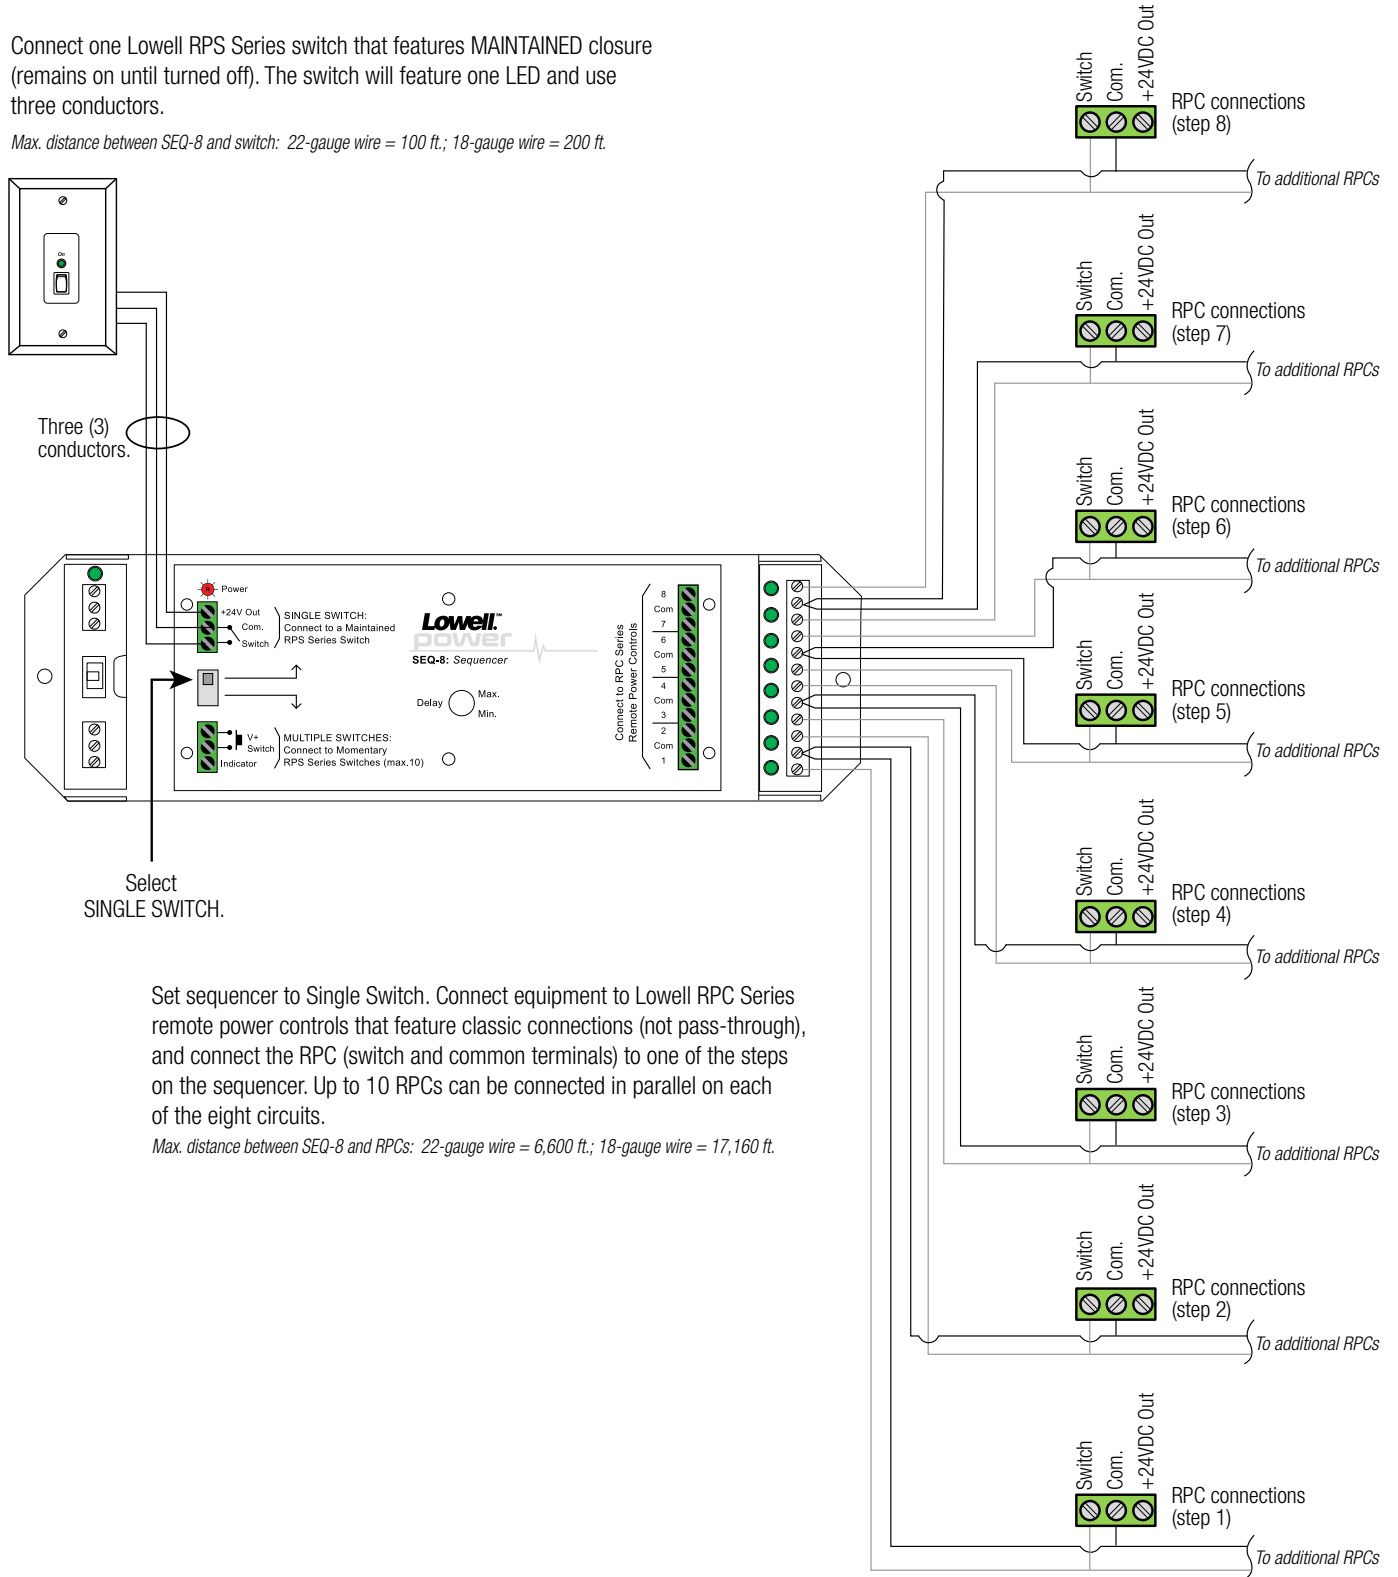 Connect one Lowell RPS Series switch that features MAINTAINED closure
(remains on until turned off). The switch will feature one LED and use
three conductors.
Max. distance between SEQ-8 and switch: 22-gauge wire = 100 ft.; 18-gauge wire = 200 ft.
On
Three (3)
conductors.
R
Power
+24V Out
Com.
Switch
SINGLE SWITCH:
Connect to a Maintained
RPS Series Switch
V+
Switch
Indicator
MULTIPLE SWITCHES:
Connect to Momentary
RPS Series Switches (max.10)
Lowell™
power
SEQ-8: Sequencer
Delay
Max.
Min.
Connect to RPC Series
Remote Power Controls
8
Com
7
6
Com
5
4
Com
3
2
Com
1
Select
SINGLE SWITCH.
Set sequencer to Single Switch. Connect equipment to Lowell RPC Series
remote power controls that feature classic connections (not pass-through),
and connect the RPC (switch and common terminals) to one of the steps
on the sequencer. Up to 10 RPCs can be connected in parallel on each
of the eight circuits.
Max. distance between SEQ-8 and RPCs: 22-gauge wire = 6,600 ft.; 18-gauge wire = 17,160 ft.
Switch
Com.
+24VDC Out
RPC connections
(step 8)
To additional RPCs
Switch
Com.
+24VDC Out
RPC connections
(step 7)
To additional RPCs
Switch
Com.
+24VDC Out
RPC connections
(step 6)
To additional RPCs
Switch
Com.
+24VDC Out
RPC connections
(step 5)
To additional RPCs
Switch
Com.
+24VDC Out
RPC connections
(step 4)
To additional RPCs
Switch
Com.
+24VDC Out
RPC connections
(step 3)
To additional RPCs
Switch
Com.
+24VDC Out
RPC connections
(step 2)
To additional RPCs
Switch
Com.
+24VDC Out
RPC connections
(step 1)
To additional RPCs